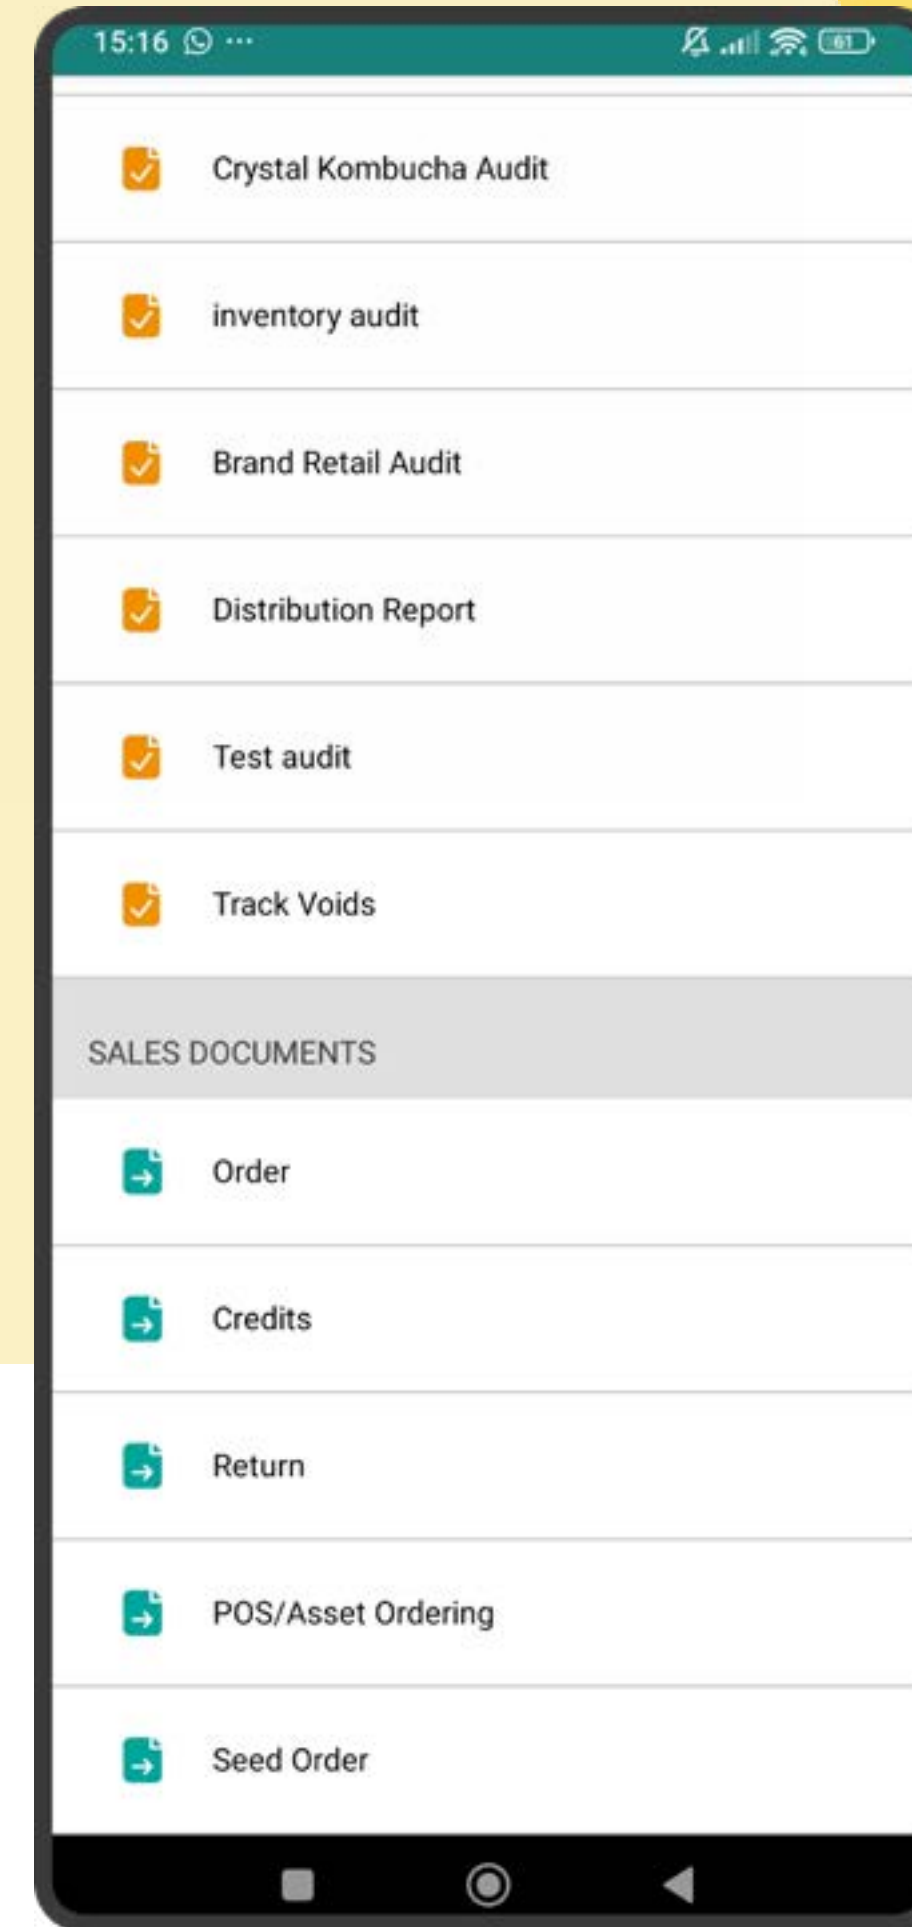 15:16 ...
61
Crystal Kombucha Audit
inventory audit
Brand Retail Audit
Distribution Report
Test audit
Track Voids
SALES DOCUMENTS
Order
Credits
Return
POS/Asset Ordering
Seed Order